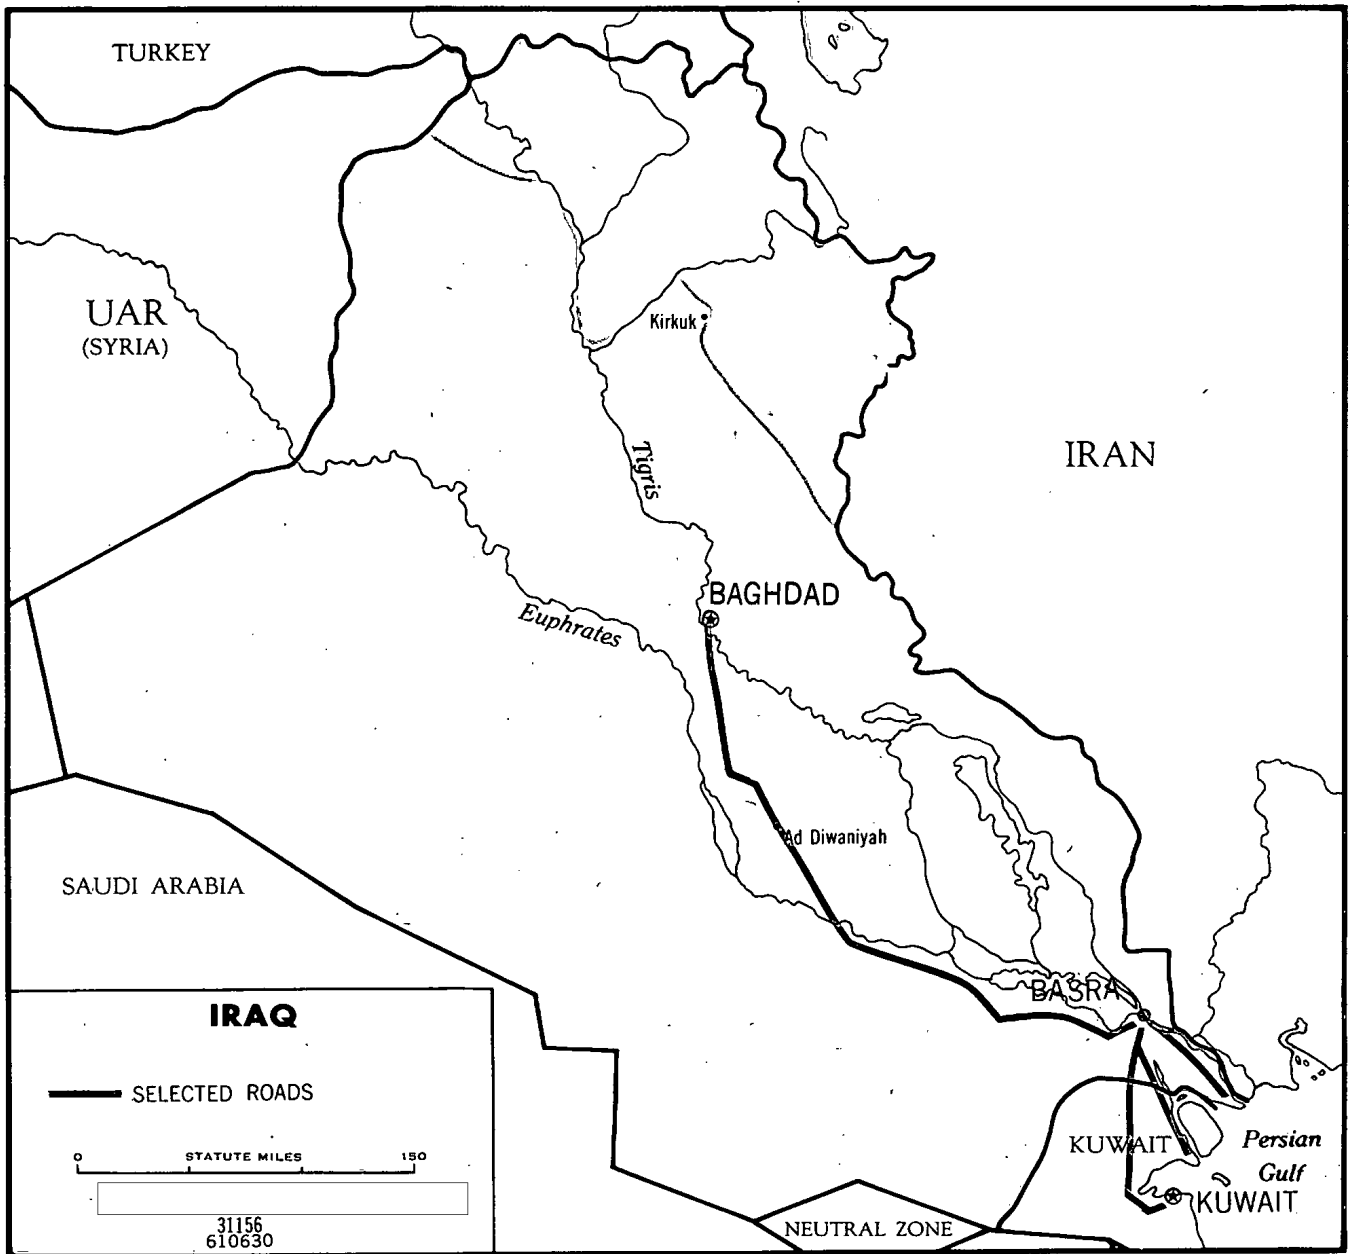 TURKEY
UAR
(SYRIA)
Kirkuk
IRAN
Tigris
BAGHDAD
Euphrates
Ad Diwaniyah
SAUDI ARABIA
BASRA
IRAQ
SELECTED ROADS
0 STATUTE MILES 150
31156
610630
KUWAIT
Persian
Gulf
KUWAIT
NEUTRAL ZONE